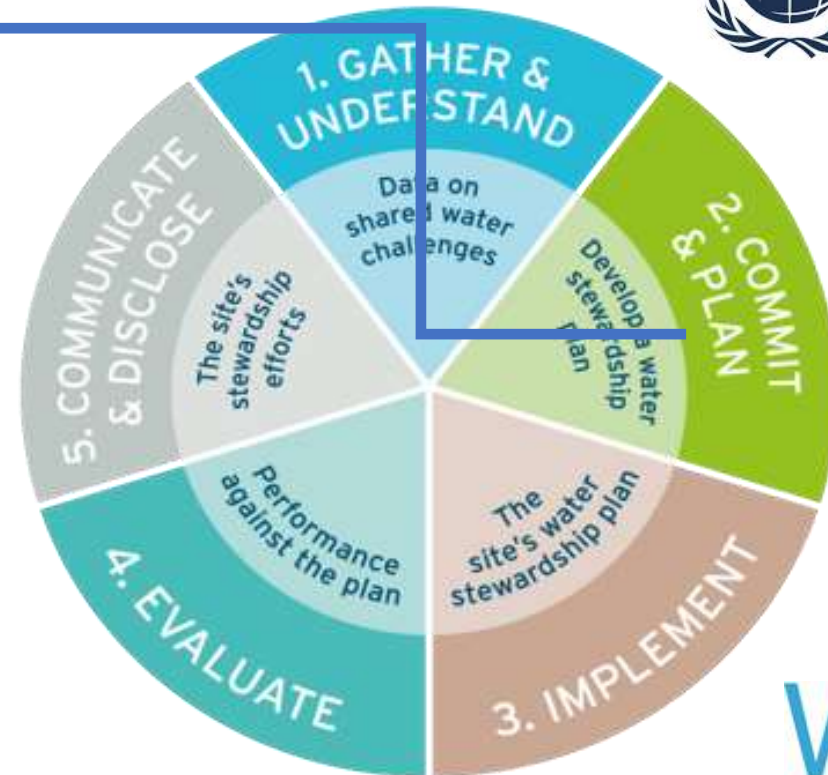 1. GATHER &
UNDERSTAND
Data on
shared water
challenges
2. COMMIT
& PLAN
Develop a water
stewardship
plan
3. IMPLEMENT
The
site's water
stewardship plan
4. EVALUATE
Performance
against the plan
5. COMMUNICATE
& DISCLOSE
The site's
stewardship
efforts